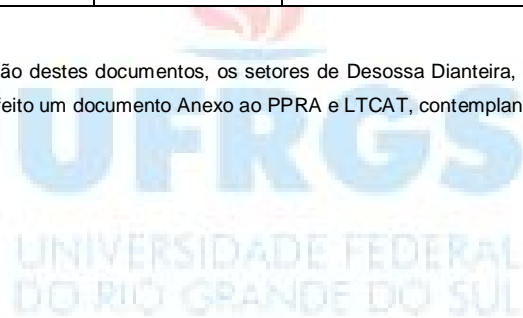 ão destes documentos, os setores de Desossa Dianteira,
feito um documento Anexo ao PPRA e LTCAT, contemplan
UFRGS
UNIVERSIDADE FEDERAL
DO RIO GRANDE DO SUL